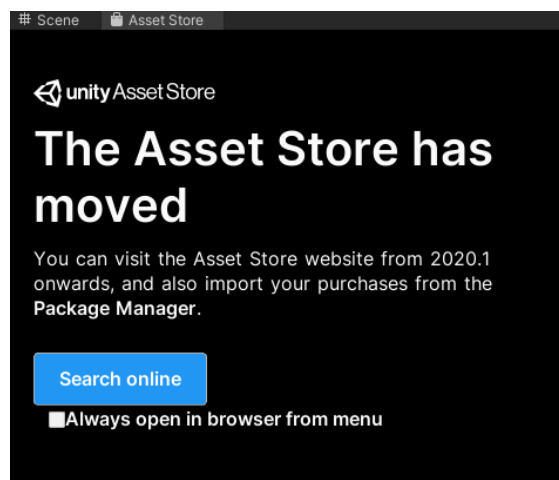 Scene Asset Store
unity Asset Store
The Asset Store has
moved
You can visit the Asset Store website from 2020.1
onwards, and also import your purchases from the
Package Manager.
Search online
Always open in browser from menu